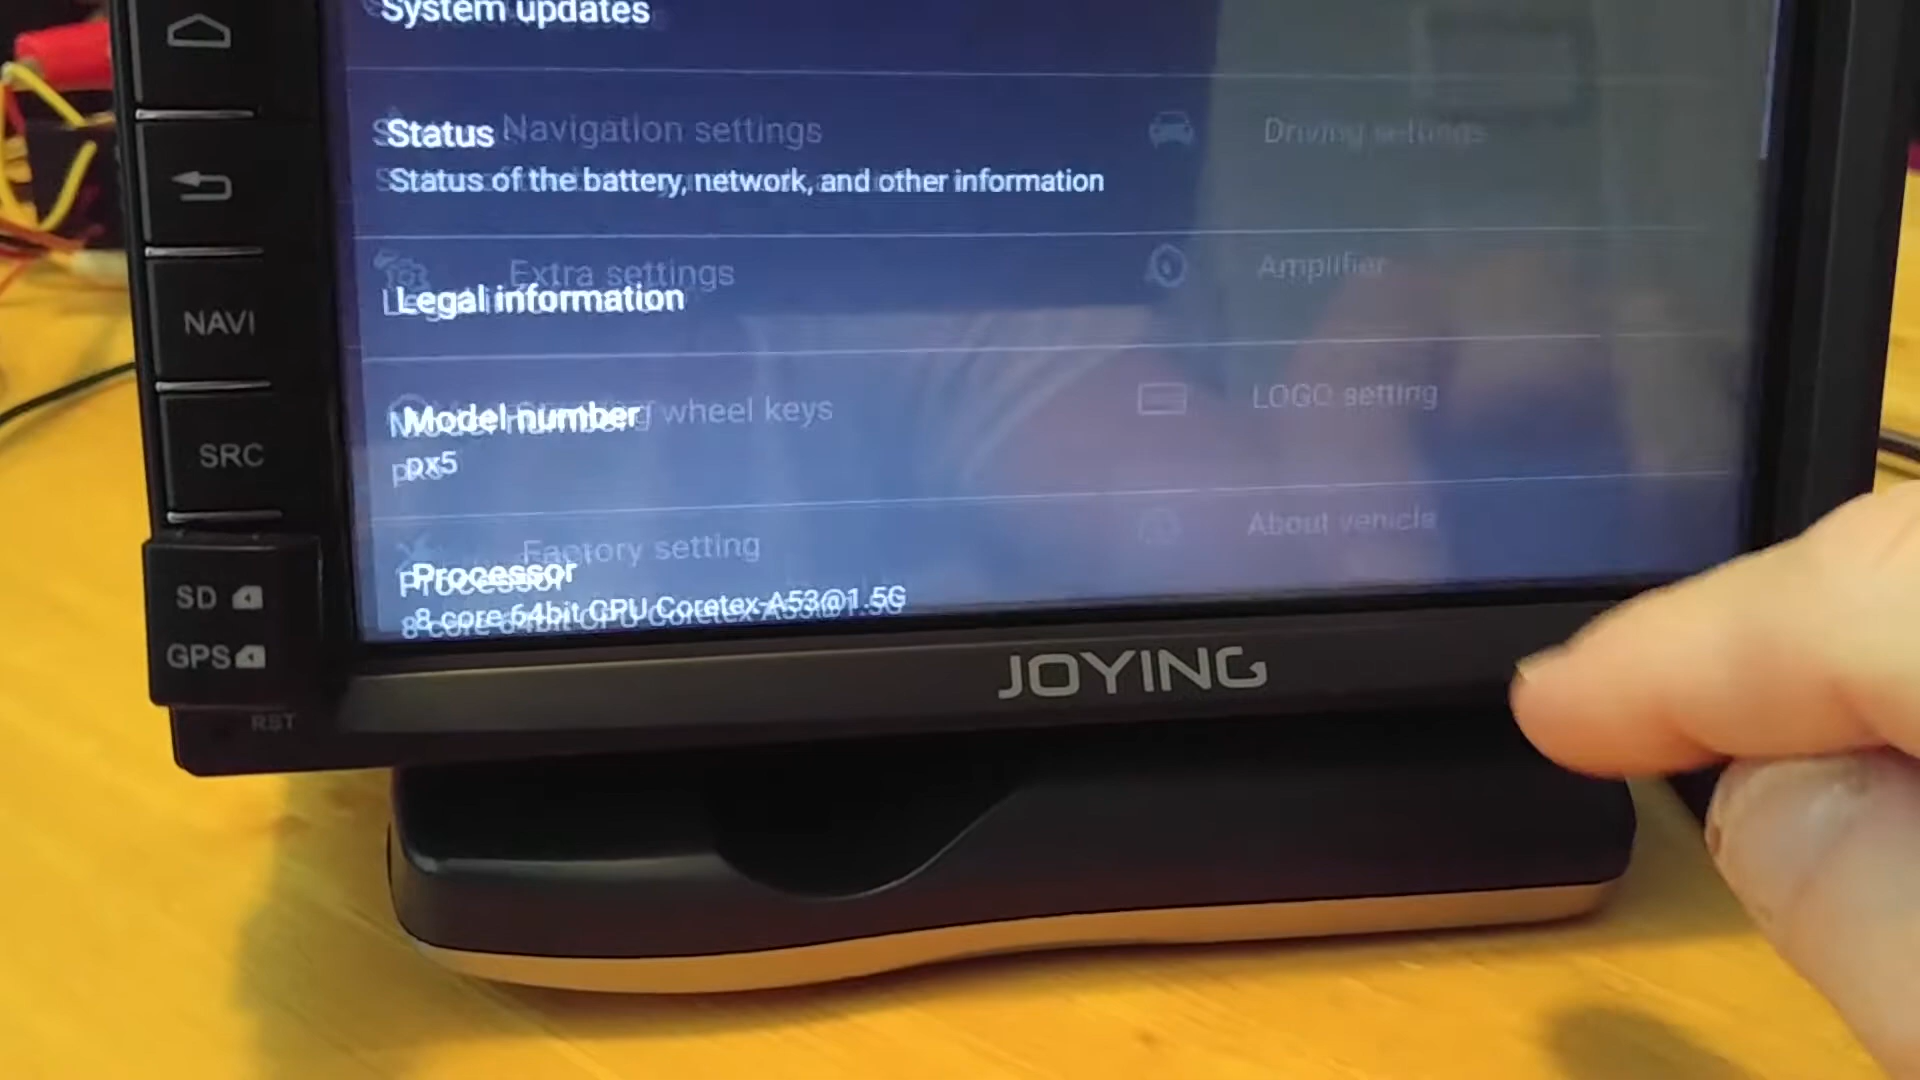 System updates
Status
Navigation settings
Driving settings
Status of the battery, network, and other information
Extra settings
Amplifier
Legal information
NAVI
Model number
wheel keys
LOGO setting
px5
SRC
Factory setting
About vehicle
Processor
8 core 64bit CPU Coretex-A53@1.5G
SD
GPS
JOYING
RST